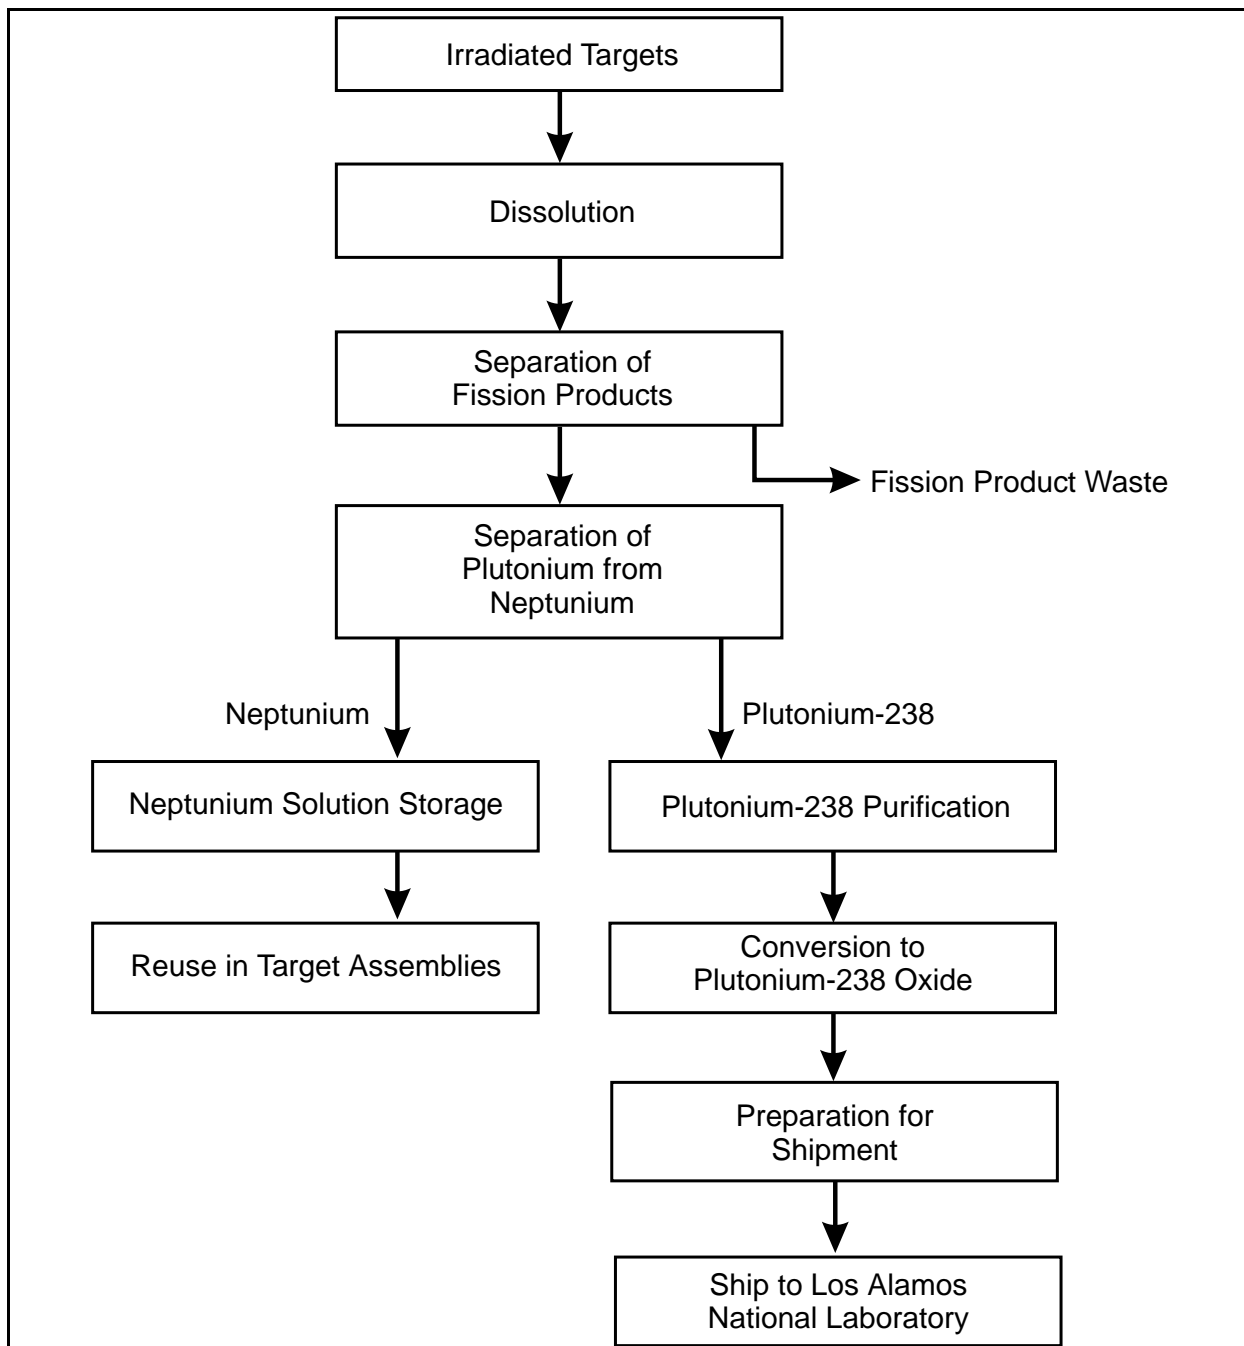 Irradiated Targets
Dissolution
Separation of
Fission Products
Fission Product Waste
Separation of
Plutonium from
Neptunium
Neptunium
Plutonium-238
Neptunium Solution Storage
Plutonium-238 Purification
Reuse in Target Assemblies
Conversion to
Plutonium-238 Oxide
Preparation for
Shipment
Ship to Los Alamos
National Laboratory